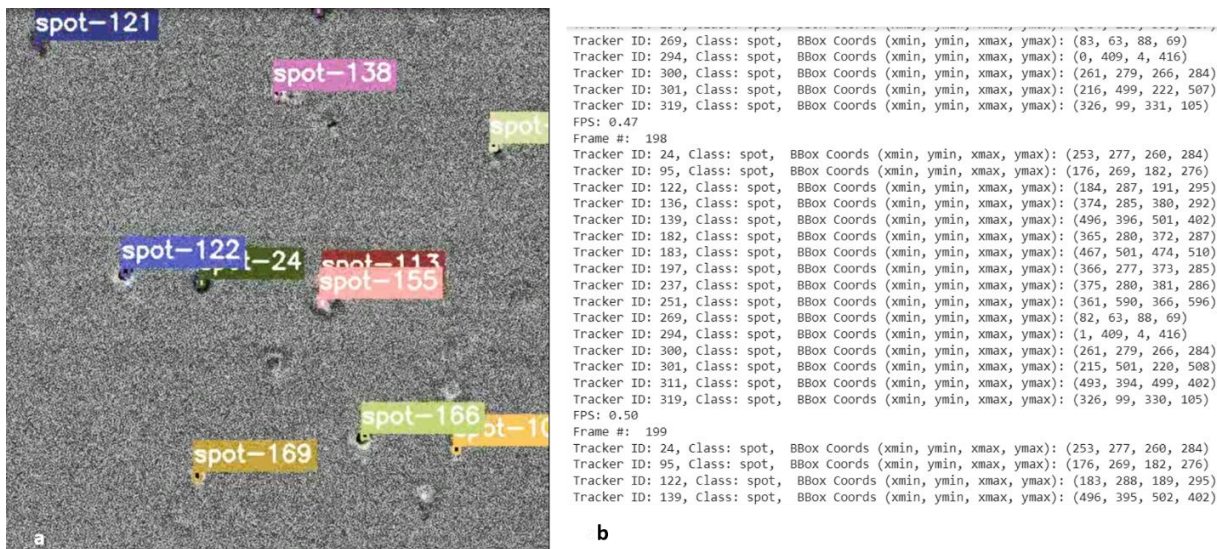 spot-121
spot-138
spot-
spot-122
spot-24
spot-113
spot-155
spot-166
spot-169
a
Tracker ID: 269, Class: spot,  BBox Coords (xmin, ymin, xmax, ymax): (83, 63, 88, 69)
Tracker ID: 294, Class: spot,  BBox Coords (xmin, ymin, xmax, ymax): (0, 409, 4, 416)
Tracker ID: 300, Class: spot,  BBox Coords (xmin, ymin, xmax, ymax): (261, 279, 266, 284)
Tracker ID: 301, Class: spot,  BBox Coords (xmin, ymin, xmax, ymax): (216, 499, 222, 507)
Tracker ID: 319, Class: spot,  BBox Coords (xmin, ymin, xmax, ymax): (326, 99, 331, 105)
FPS: 0.47
Frame #:  198
Tracker ID: 24, Class: spot,  BBox Coords (xmin, ymin, xmax, ymax): (253, 277, 260, 284)
Tracker ID: 95, Class: spot,  BBox Coords (xmin, ymin, xmax, ymax): (176, 269, 182, 276)
Tracker ID: 122, Class: spot,  BBox Coords (xmin, ymin, xmax, ymax): (184, 287, 191, 295)
Tracker ID: 136, Class: spot,  BBox Coords (xmin, ymin, xmax, ymax): (374, 285, 380, 292)
Tracker ID: 139, Class: spot,  BBox Coords (xmin, ymin, xmax, ymax): (496, 396, 501, 402)
Tracker ID: 182, Class: spot,  BBox Coords (xmin, ymin, xmax, ymax): (365, 280, 372, 287)
Tracker ID: 183, Class: spot,  BBox Coords (xmin, ymin, xmax, ymax): (467, 501, 474, 510)
Tracker ID: 197, Class: spot,  BBox Coords (xmin, ymin, xmax, ymax): (366, 277, 373, 285)
Tracker ID: 237, Class: spot,  BBox Coords (xmin, ymin, xmax, ymax): (375, 280, 381, 286)
Tracker ID: 251, Class: spot,  BBox Coords (xmin, ymin, xmax, ymax): (361, 590, 366, 596)
Tracker ID: 269, Class: spot,  BBox Coords (xmin, ymin, xmax, ymax): (82, 63, 88, 69)
Tracker ID: 294, Class: spot,  BBox Coords (xmin, ymin, xmax, ymax): (1, 409, 4, 416)
Tracker ID: 300, Class: spot,  BBox Coords (xmin, ymin, xmax, ymax): (261, 279, 266, 284)
Tracker ID: 301, Class: spot,  BBox Coords (xmin, ymin, xmax, ymax): (215, 501, 220, 508)
Tracker ID: 311, Class: spot,  BBox Coords (xmin, ymin, xmax, ymax): (493, 394, 499, 402)
Tracker ID: 319, Class: spot,  BBox Coords (xmin, ymin, xmax, ymax): (326, 99, 330, 105)
FPS: 0.50
Frame #:  199
Tracker ID: 24, Class: spot,  BBox Coords (xmin, ymin, xmax, ymax): (253, 277, 260, 284)
Tracker ID: 95, Class: spot,  BBox Coords (xmin, ymin, xmax, ymax): (176, 269, 182, 276)
Tracker ID: 122, Class: spot,  BBox Coords (xmin, ymin, xmax, ymax): (183, 288, 189, 295)
Tracker ID: 139, Class: spot,  BBox Coords (xmin, ymin, xmax, ymax): (496, 395, 502, 402)
b